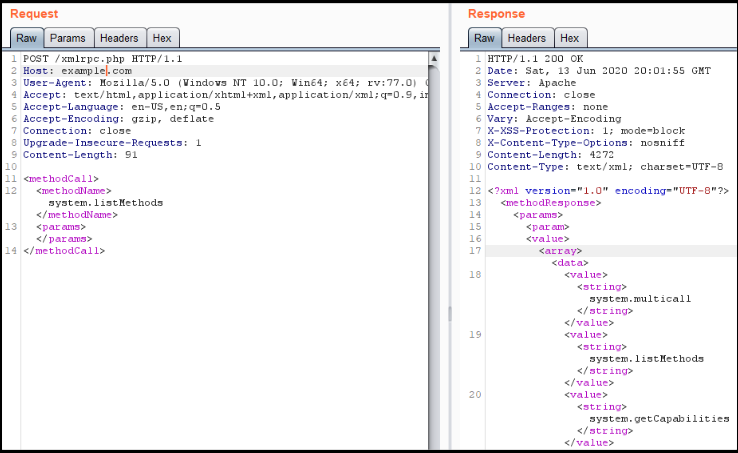 Request
Raw Params Headers Hex
1 POST /xmlrpc.php HTTP/1.1
2 Host: example.com
3 User-Agent: Mozilla/5.0 (Windows NT 10.0; Win64; x64; rv:77.0)
4 Accept: text/html,application/xhtml+xml,application/xml;q=0.9,in
5 Accept-Language: en-US,en;q=0.5
6 Accept-Encoding: gzip, deflate
7 Connection: close
8 Upgrade-Insecure-Requests: 1
9 Content-Length: 91
10
11 <methodCall>
12 <methodName>
system.listMethods
</methodName>
13 <params>
</params>
14 </methodCall>
Response
Raw Headers Hex
1 HTTP/1.1 200 OK
2 Date: Sat, 13 Jun 2020 20:01:55 GMT
3 Server: Apache
4 Connection: close
5 Accept-Ranges: none
6 Vary: Accept-Encoding
7 X-XSS-Protection: 1; mode=block
8 X-Content-Type-Options: nosniff
9 Content-Length: 4272
10 Content-Type: text/xml; charset=UTF-8
11
12 <?xml version="1.0" encoding="UTF-8"?>
13 <methodResponse>
14 <params>
15 <param>
16 <value>
17 <array>
<data>
18 <value>
<string>
system.multicall
</string>
</value>
19 <value>
<string>
system.listMethods
</string>
</value>
20 <value>
<string>
system.getCapabilities
</string>
</value>